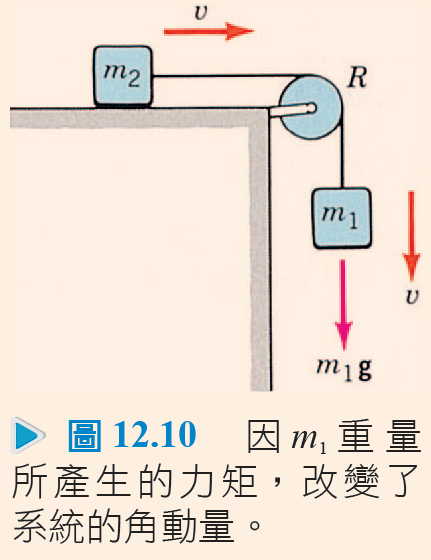 v
m₂
R
m₁
v
m₁g
圖 12.10 因 m₁ 重量
所產生的力矩，改變了
系統的角動量。